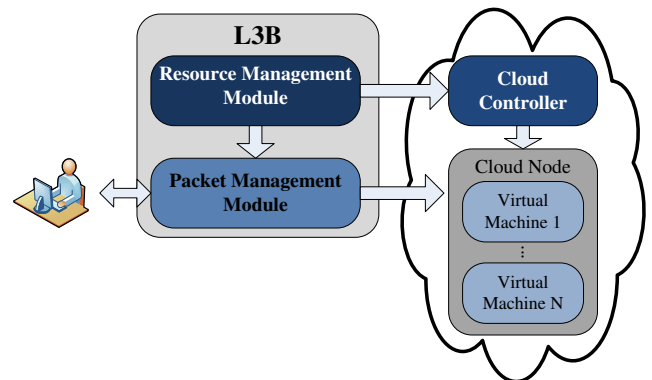 L3B
Resource Management
Module
Packet Management
Module
Cloud
Controller
Cloud Node
Virtual
Machine 1
...
Virtual
Machine N